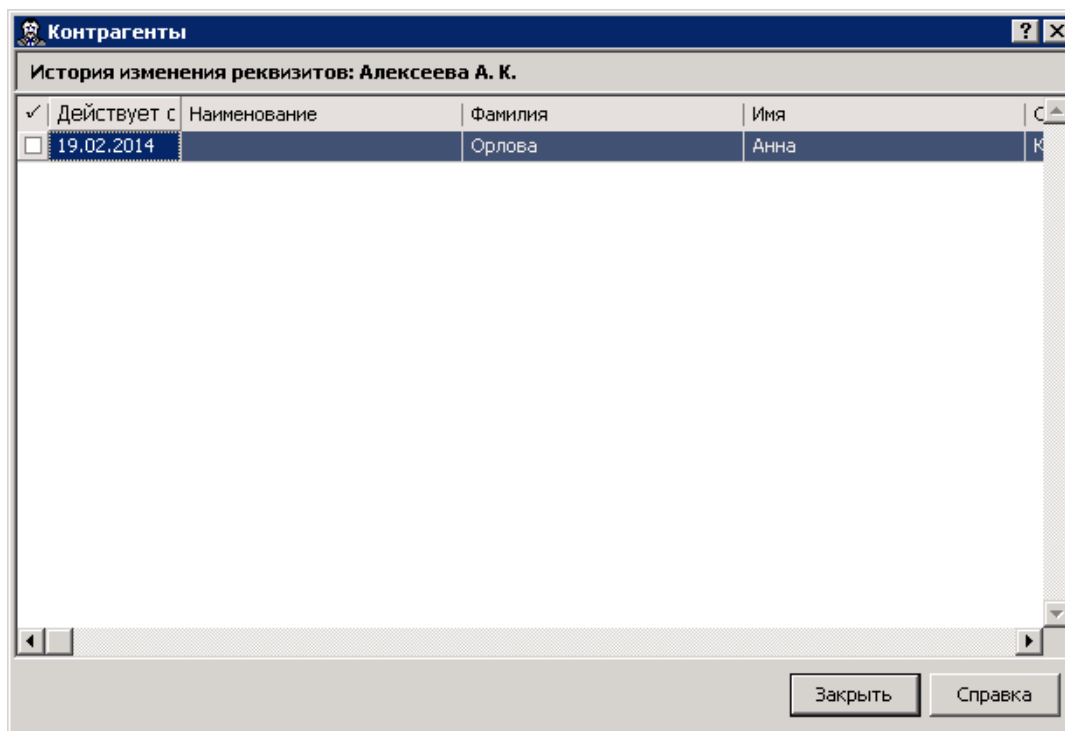 Контрагенты
История изменения реквизитов: Алексеева А. К.
Действует с Наименование Фамилия Имя
19.02.2014 Орлова Анна
Закрыть Справка